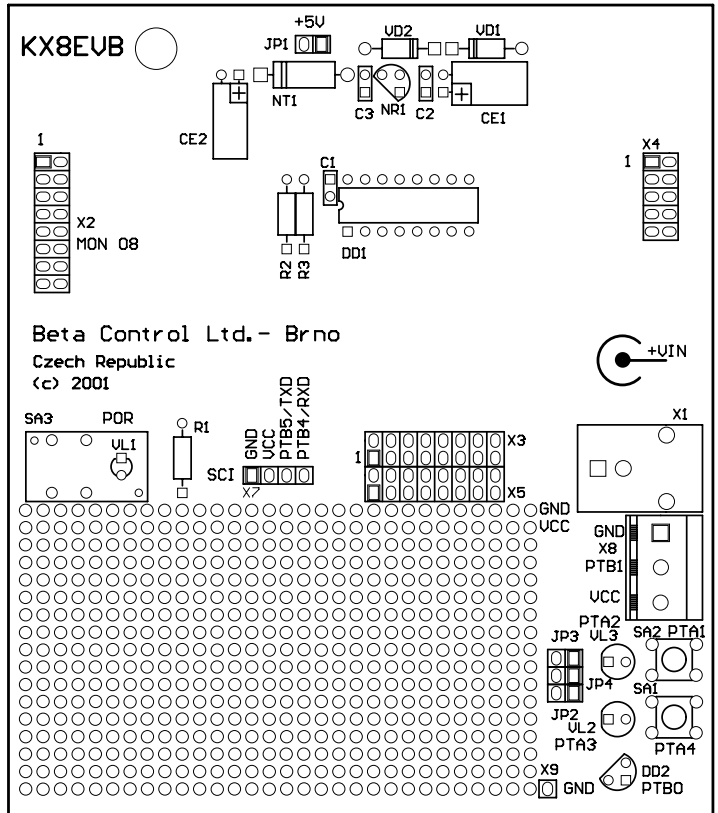 KX8EVB
+5V
JP1
VD2
VD1
NT1
C3
NR1
C2
CE1
CE2
1
X2
MON 08
C1
R2
R3
DD1
X4
1
Beta Control Ltd.- Brno
Czech Republic
(c) 2001
+VIN
SA3
POR
VL1
R1
GND
VCC
PTB5/TXD
PTB4/RXD
SCI
X7
X3
1
X5
X1
GND
VCC
GND
X8
PTB1
VCC
PTA2
VL3
SA2
PTA1
JP3
JP4
SA1
JP2
VL2
PTA3
PTA4
X9
GND
DD2
PTB0